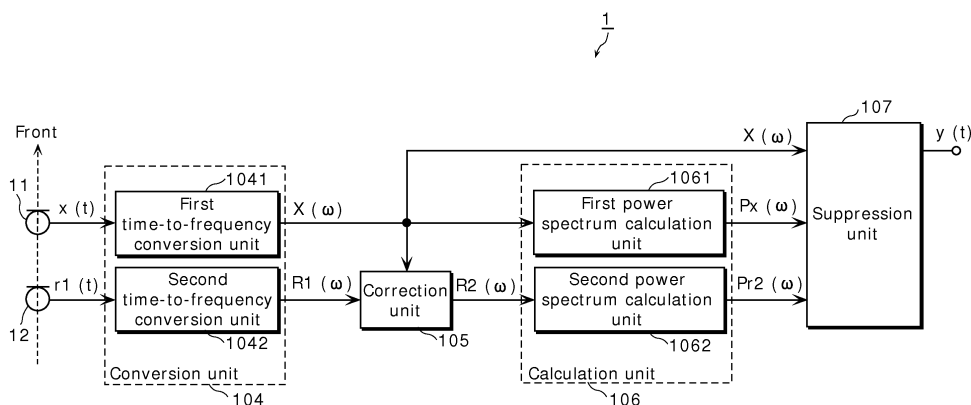 1
107
Front
X (ω)
y (t)
1041
1061
11
x (t)
First
time-to-frequency
conversion unit
X (ω)
First power
spectrum calculation
unit
Px (ω)
Suppression
unit
r1 (t)
Second
time-to-frequency
conversion unit
R1 (ω)
Correction
unit
R2 (ω)
Second power
spectrum calculation
unit
Pr2 (ω)
12
1042
105
1062
Conversion unit
Calculation unit
104
106